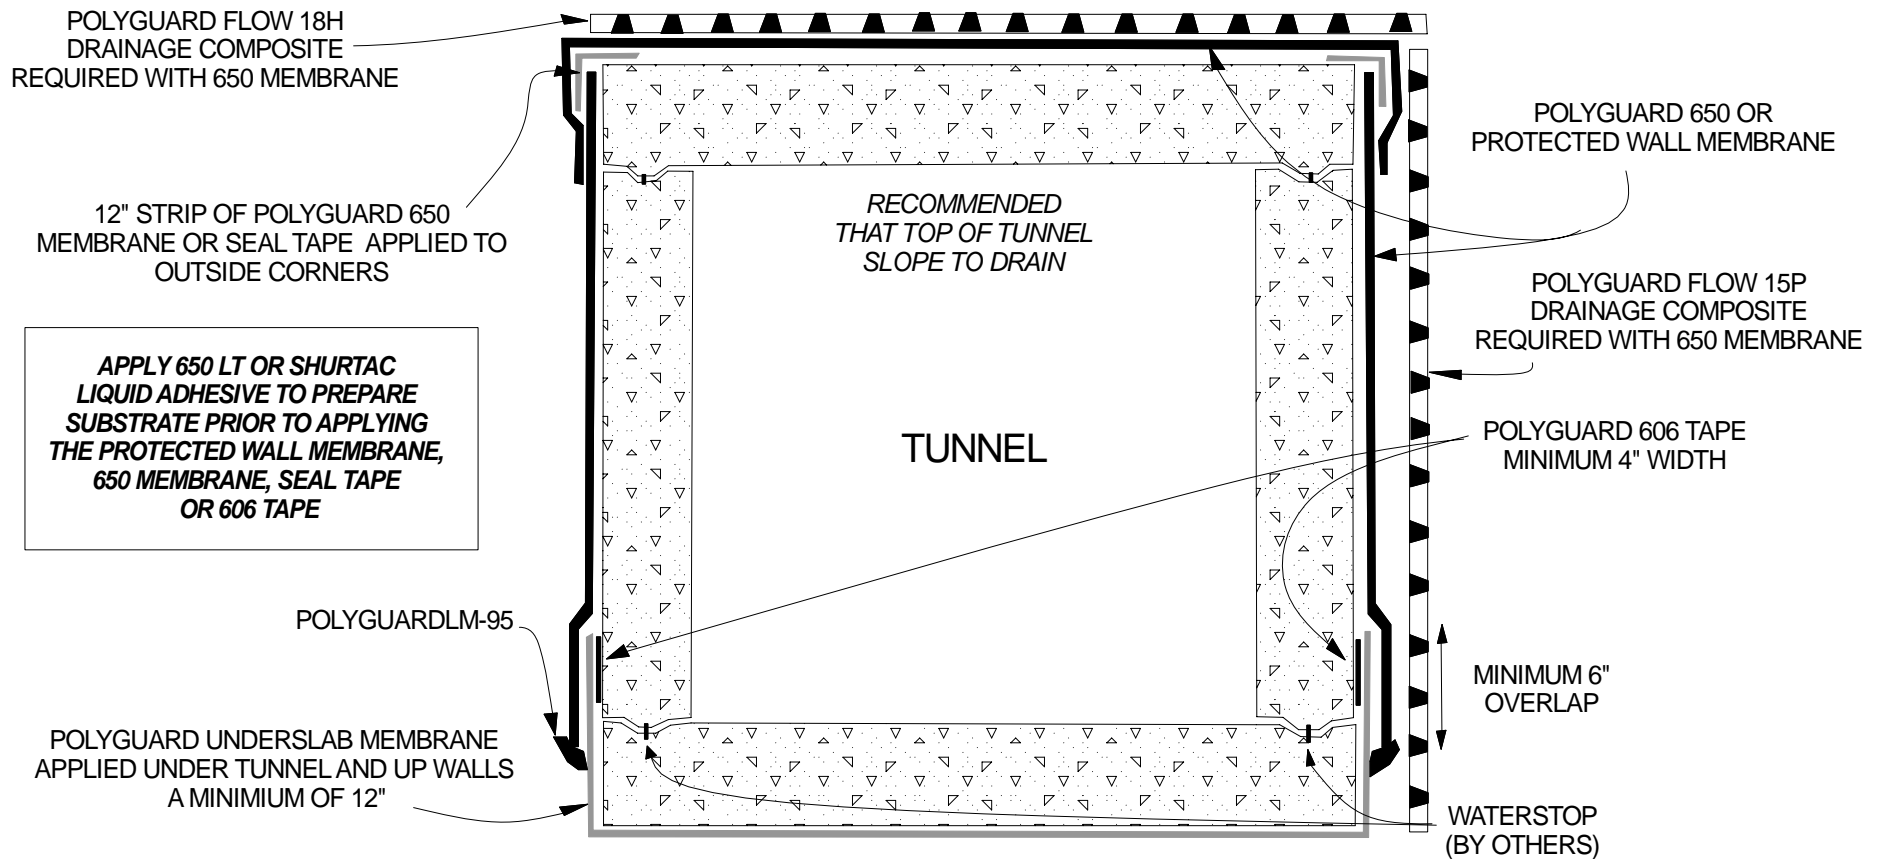 POLYGUARD FLOW 18H
DRAINAGE COMPOSITE
REQUIRED WITH 650 MEMBRANE
12" STRIP OF POLYGUARD 650
MEMBRANE OR SEAL TAPE APPLIED TO
OUTSIDE CORNERS
APPLY 650 LT OR SHURTAC
LIQUID ADHESIVE TO PREPARE
SUBSTRATE PRIOR TO APPLYING
THE PROTECTED WALL MEMBRANE,
650 MEMBRANE, SEAL TAPE
OR 606 TAPE
POLYGUARDLM-95
POLYGUARD UNDERSLAB MEMBRANE
APPLIED UNDER TUNNEL AND UP WALLS
A MINIMIUM OF 12"
RECOMMENDED
THAT TOP OF TUNNEL
SLOPE TO DRAIN
TUNNEL
POLYGUARD 650 OR
PROTECTED WALL MEMBRANE
POLYGUARD FLOW 15P
DRAINAGE COMPOSITE
REQUIRED WITH 650 MEMBRANE
POLYGUARD 606 TAPE
MINIMUM 4" WIDTH
MINIMUM 6"
OVERLAP
WATERSTOP
(BY OTHERS)